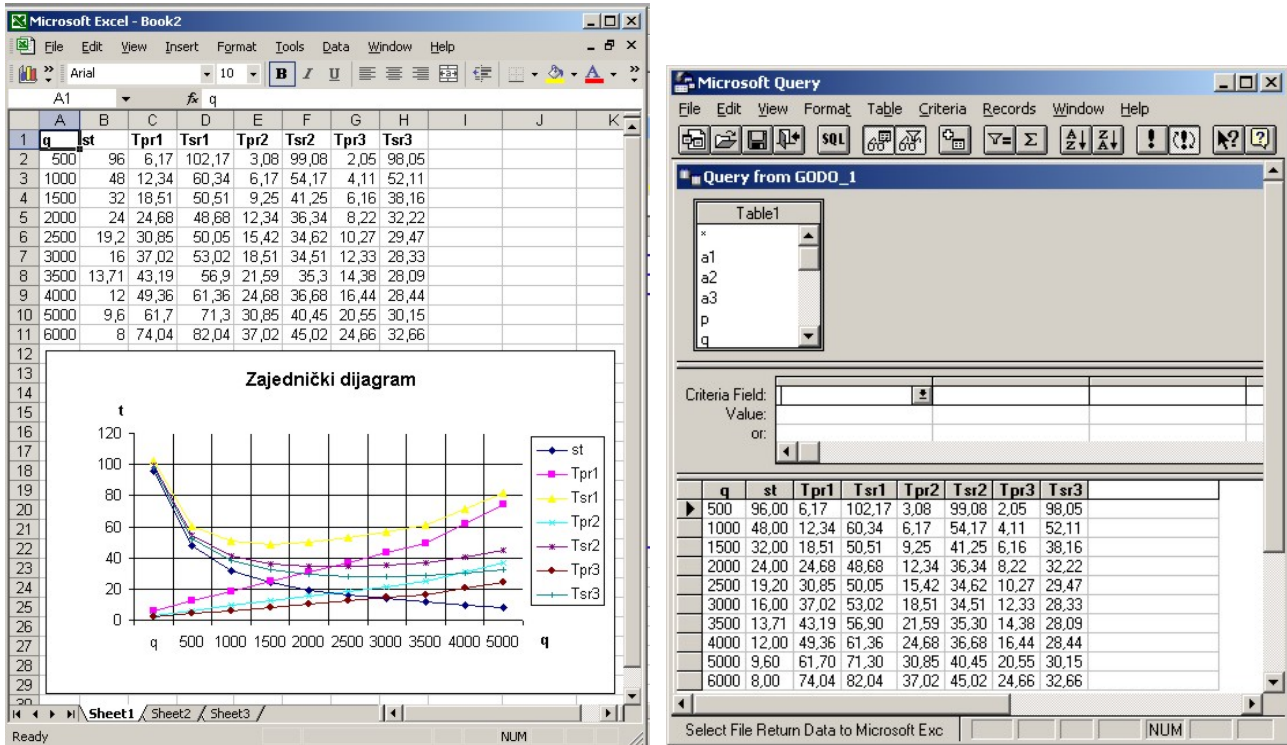 Microsoft Excel - Book2
File Edit View Insert Format Tools Data Window Help
Arial 10 B I U A
A1 fx q
A B C D E F G H I J K
1 q st Tpr1 Tsr1 Tpr2 Tsr2 Tpr3 Tsr3
2 500 96 6,17 102,17 3,08 99,08 2,05 98,05
3 1000 48 12,34 60,34 6,17 54,17 4,11 52,11
4 1500 32 18,51 50,51 9,25 41,25 6,16 38,16
5 2000 24 24,68 48,68 12,34 36,34 8,22 32,22
6 2500 19,2 30,85 50,05 15,42 34,62 10,27 29,47
7 3000 16 37,02 53,02 18,51 34,51 12,33 28,33
8 3500 13,71 43,19 56,9 21,59 35,3 14,38 28,09
9 4000 12 49,36 61,36 24,68 36,68 16,44 28,44
10 5000 9,6 61,7 71,3 30,85 40,45 20,55 30,15
11 6000 8 74,04 82,04 37,02 45,02 24,66 32,66
12
13
14
15
16
17
18
19
20
21
22
23
24
25
26
27
28
29
30
Zajednički dijagram
t
120
100
80
60
40
20
0
q 500 1000 1500 2000 2500 3000 3500 4000 5000 q
st
Tpr1
Tsr1
Tpr2
Tsr2
Tpr3
Tsr3
Sheet1 Sheet2 Sheet3
Ready NUM
Microsoft Query
File Edit View Format Table Criteria Records Window Help
SQL
Query from GODO_1
Table1
*
a1
a2
a3
p
q
Criteria Field:
Value:
or:
q st Tpr1 Tsr1 Tpr2 Tsr2 Tpr3 Tsr3
500 96,00 6,17 102,17 3,08 99,08 2,05 98,05
1000 48,00 12,34 60,34 6,17 54,17 4,11 52,11
1500 32,00 18,51 50,51 9,25 41,25 6,16 38,16
2000 24,00 24,68 48,68 12,34 36,34 8,22 32,22
2500 19,20 30,85 50,05 15,42 34,62 10,27 29,47
3000 16,00 37,02 53,02 18,51 34,51 12,33 28,33
3500 13,71 43,19 56,90 21,59 35,30 14,38 28,09
4000 12,00 49,36 61,36 24,68 36,68 16,44 28,44
5000 9,60 61,70 71,30 30,85 40,45 20,55 30,15
6000 8,00 74,04 82,04 37,02 45,02 24,66 32,66
Select File Return Data to Microsoft Exc NUM